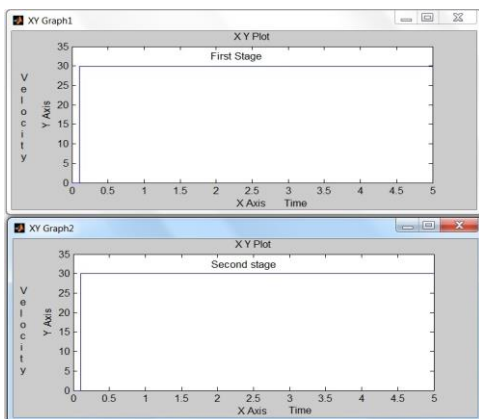 XY Graph1
X Y Plot
First Stage
35
30
25
20
15
10
5
0
Velocity
Y Axis
0 0.5 1 1.5 2 2.5 3 3.5 4 4.5 5
X Axis Time
XY Graph2
X Y Plot
Second stage
35
30
25
20
15
10
5
0
Velocity
Y Axis
0 0.5 1 1.5 2 2.5 3 3.5 4 4.5 5
X Axis Time